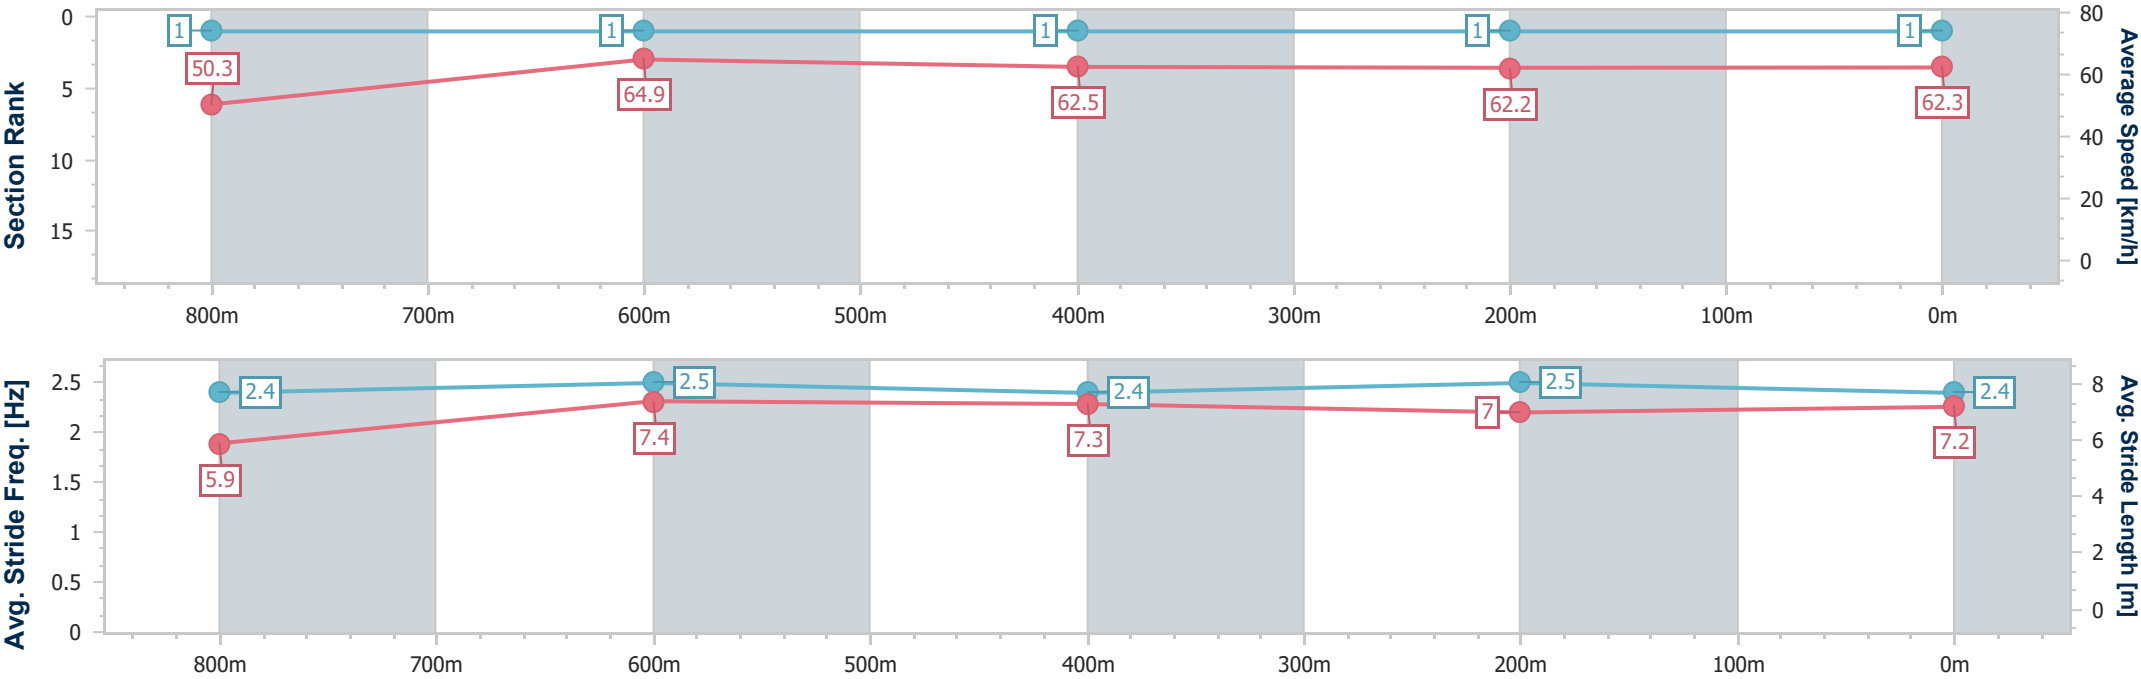 Section Rank
0
5
10
15
1
1
1
1
1
50.3
64.9
62.5
62.2
62.3
80
60
40
20
0
Average Speed [km/h]
800m
700m
600m
500m
400m
300m
200m
100m
0m
Avg. Stride Freq. [Hz]
2.5
2
1.5
1
0.5
0
2.4
2.5
2.4
2.5
2.4
5.9
7.4
7.3
7
7.2
8
6
4
2
0
Avg. Stride Length [m]
800m
700m
600m
500m
400m
300m
200m
100m
0m